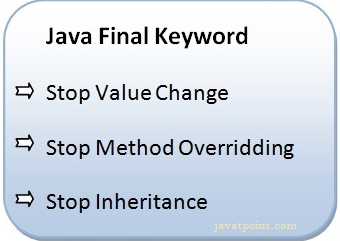 Java Final Keyword
Stop Value Change
Stop Method Overridding
Stop Inheritance
javatpoint.com